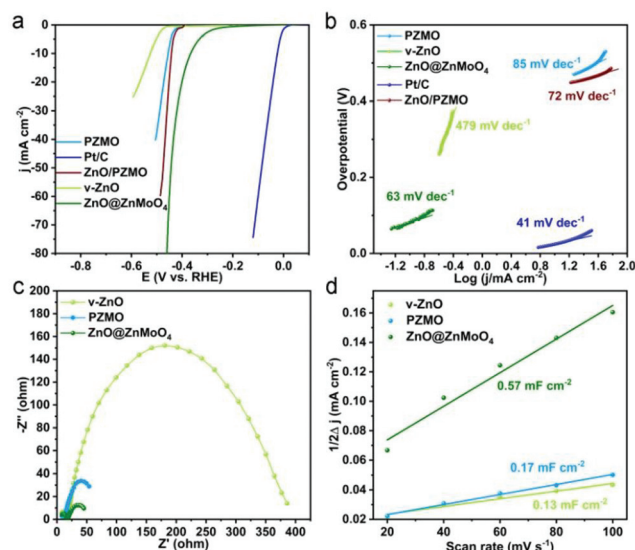 a
0
-10
-20
-30
-40
-50
-60
-70
-80
j (mA cm⁻²)
PZMO
Pt/C
ZnO/PZMO
v-ZnO
ZnO@ZnMoO₄
-0.8
-0.6
-0.4
-0.2
0.0
E (V vs. RHE)
b
0.6
0.4
0.2
0.0
Overpotential (V)
PZMO
v-ZnO
ZnO@ZnMoO₄
Pt/C
ZnO/PZMO
85 mV dec⁻¹
72 mV dec⁻¹
479 mV dec⁻¹
63 mV dec⁻¹
41 mV dec⁻¹
-1.2
-0.6
0.0
0.6
1.2
1.8
2.4
Log (j/mA cm⁻²)
c
-200
-180
-160
-140
-120
-100
-80
-60
-40
-20
0
-Z'' (ohm)
v-ZnO
PZMO
ZnO@ZnMoO₄
0
50
100
150
200
250
300
350
400
Z' (ohm)
d
0.16
0.14
0.12
0.10
0.08
0.06
0.04
0.02
1/2Δ j (mA cm⁻²)
v-ZnO
PZMO
ZnO@ZnMoO₄
0.57 mF cm⁻²
0.17 mF cm⁻²
0.13 mF cm⁻²
20
40
60
80
100
Scan rate (mV s⁻¹)